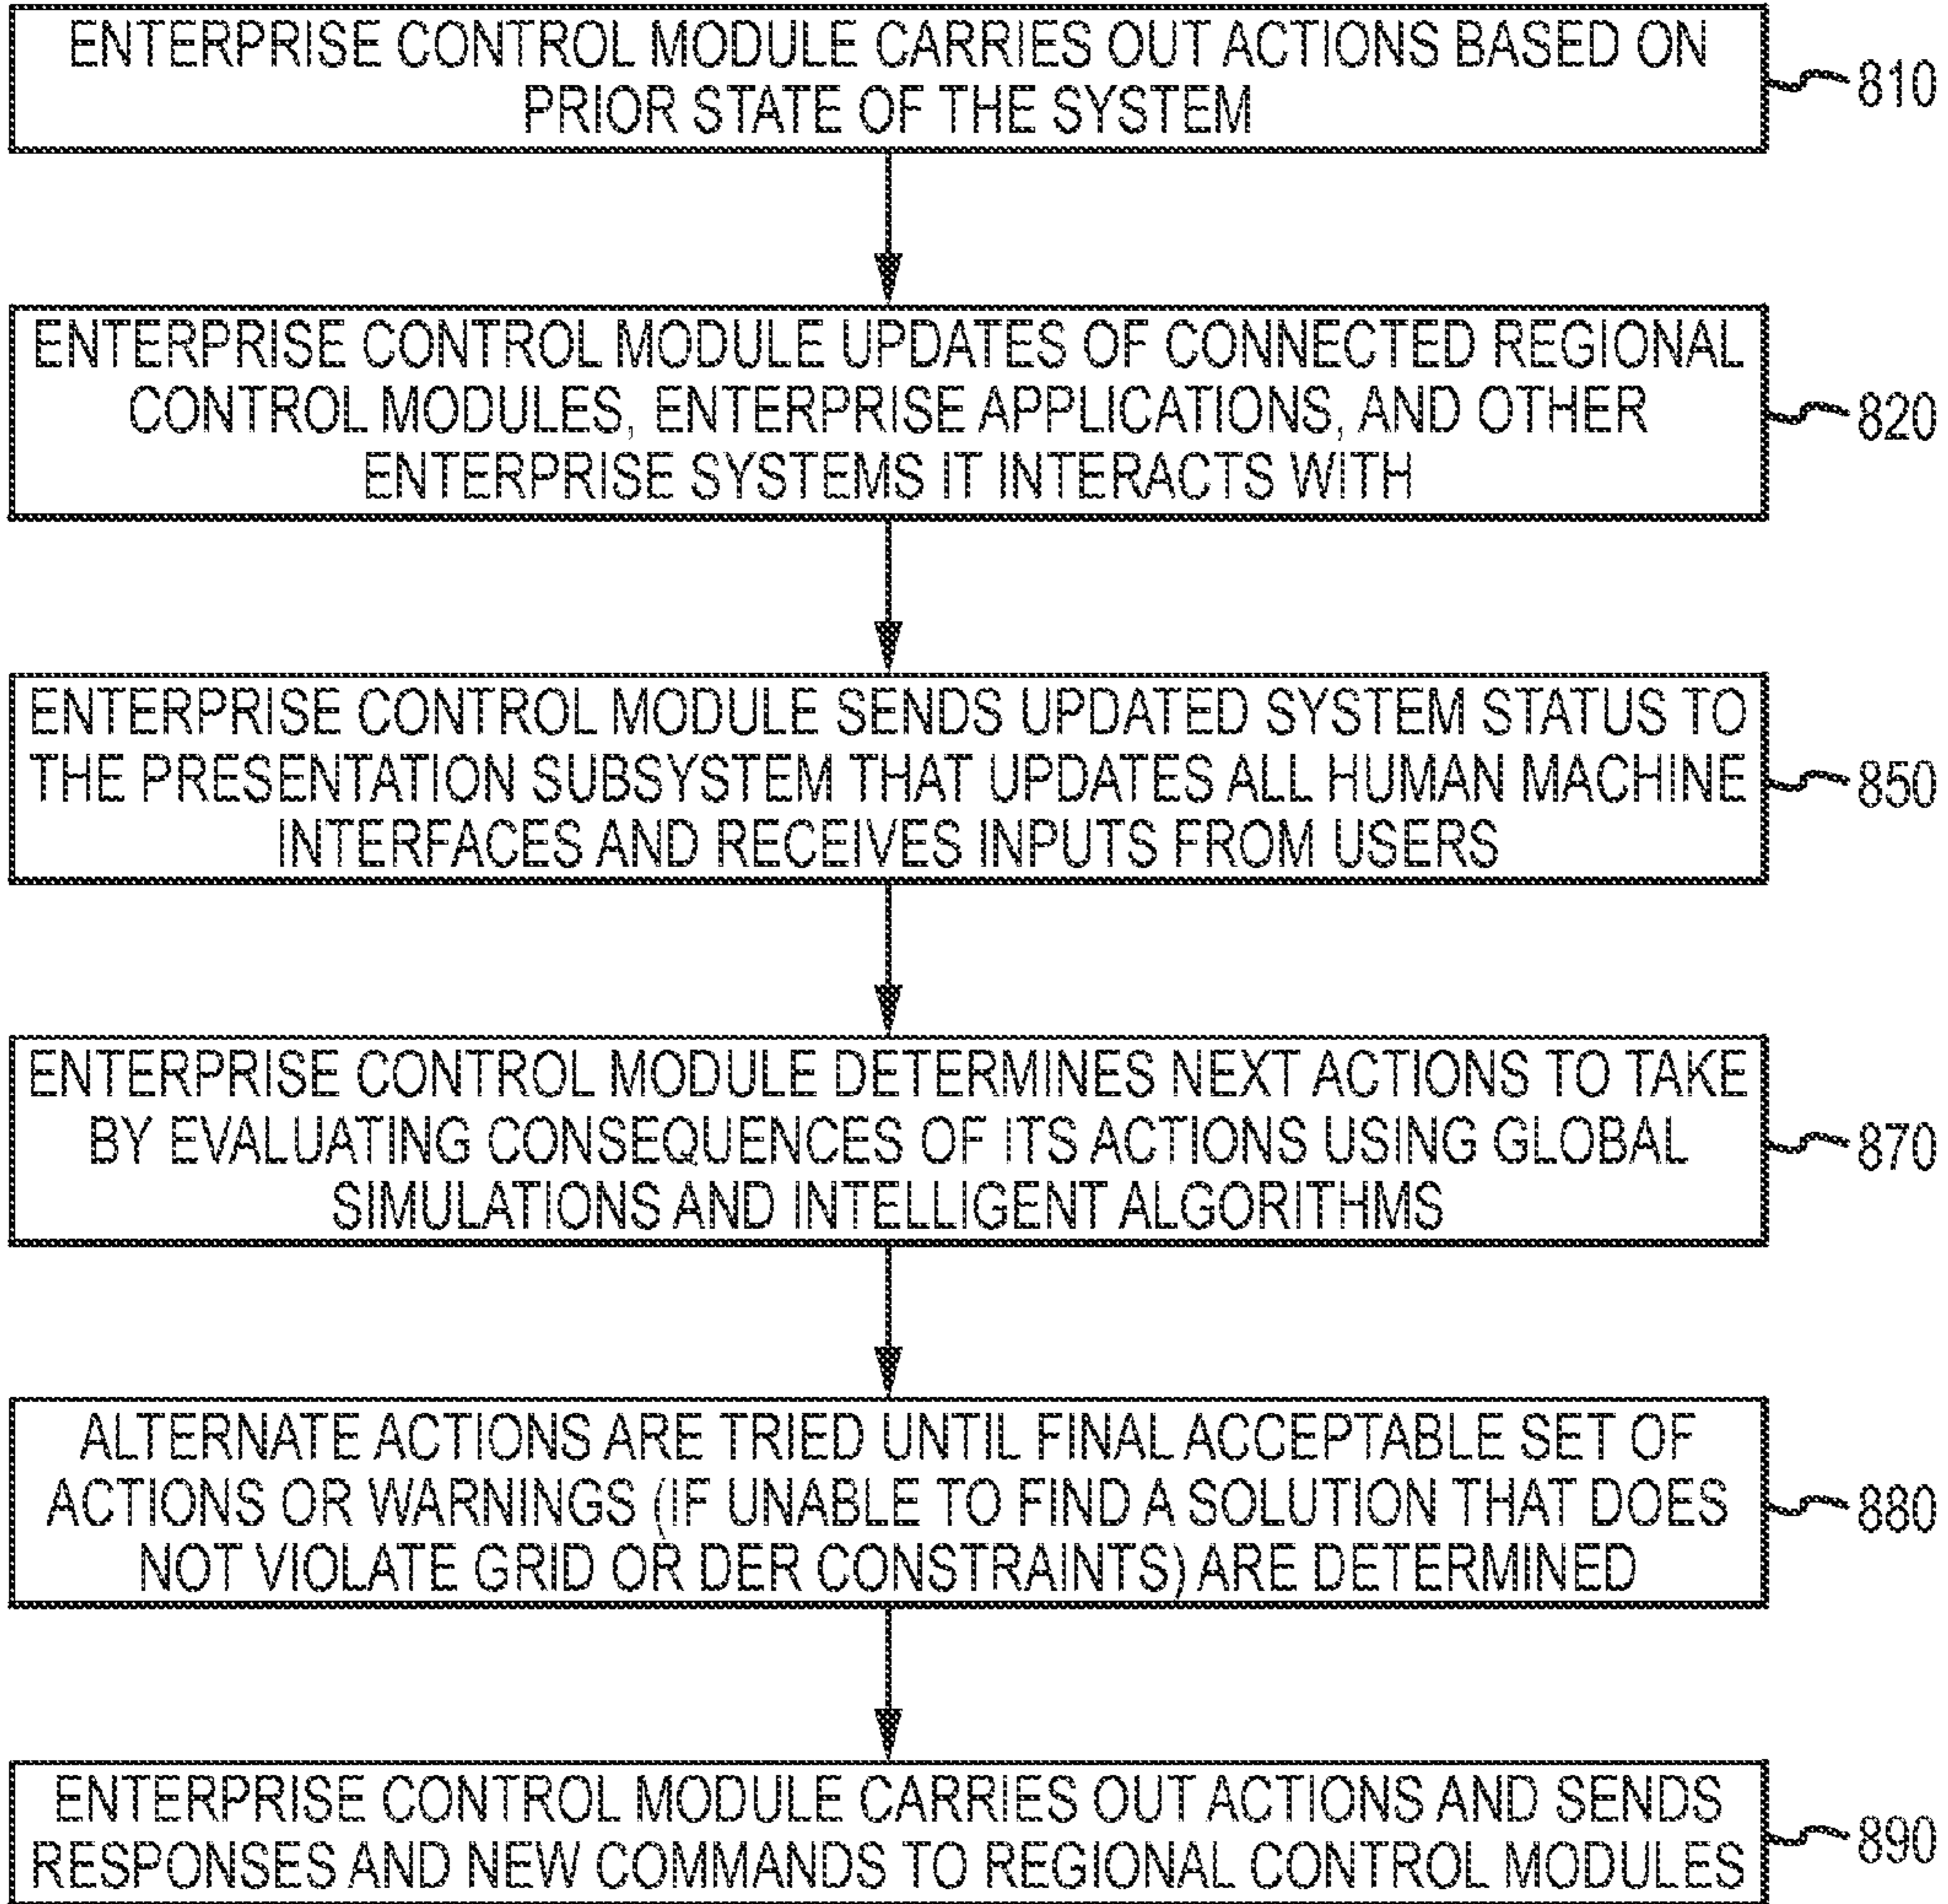 ENTERPRISE CONTROL MODULE CARRIES OUT ACTIONS BASED ON
PRIOR STATE OF THE SYSTEM
810
ENTERPRISE CONTROL MODULE UPDATES OF CONNECTED REGIONAL
CONTROL MODULES, ENTERPRISE APPLICATIONS, AND OTHER
ENTERPRISE SYSTEMS IT INTERACTS WITH
820
ENTERPRISE CONTROL MODULE SENDS UPDATED SYSTEM STATUS TO
THE PRESENTATION SUBSYSTEM THAT UPDATES ALL HUMAN MACHINE
INTERFACES AND RECEIVES INPUTS FROM USERS
850
ENTERPRISE CONTROL MODULE DETERMINES NEXT ACTIONS TO TAKE
BY EVALUATING CONSEQUENCES OF ITS ACTIONS USING GLOBAL
SIMULATIONS AND INTELLIGENT ALGORITHMS
870
ALTERNATE ACTIONS ARE TRIED UNTIL FINAL ACCEPTABLE SET OF
ACTIONS OR WARNINGS (IF UNABLE TO FIND A SOLUTION THAT DOES
NOT VIOLATE GRID OR DER CONSTRAINTS) ARE DETERMINED
880
ENTERPRISE CONTROL MODULE CARRIES OUT ACTIONS AND SENDS
RESPONSES AND NEW COMMANDS TO REGIONAL CONTROL MODULES
890